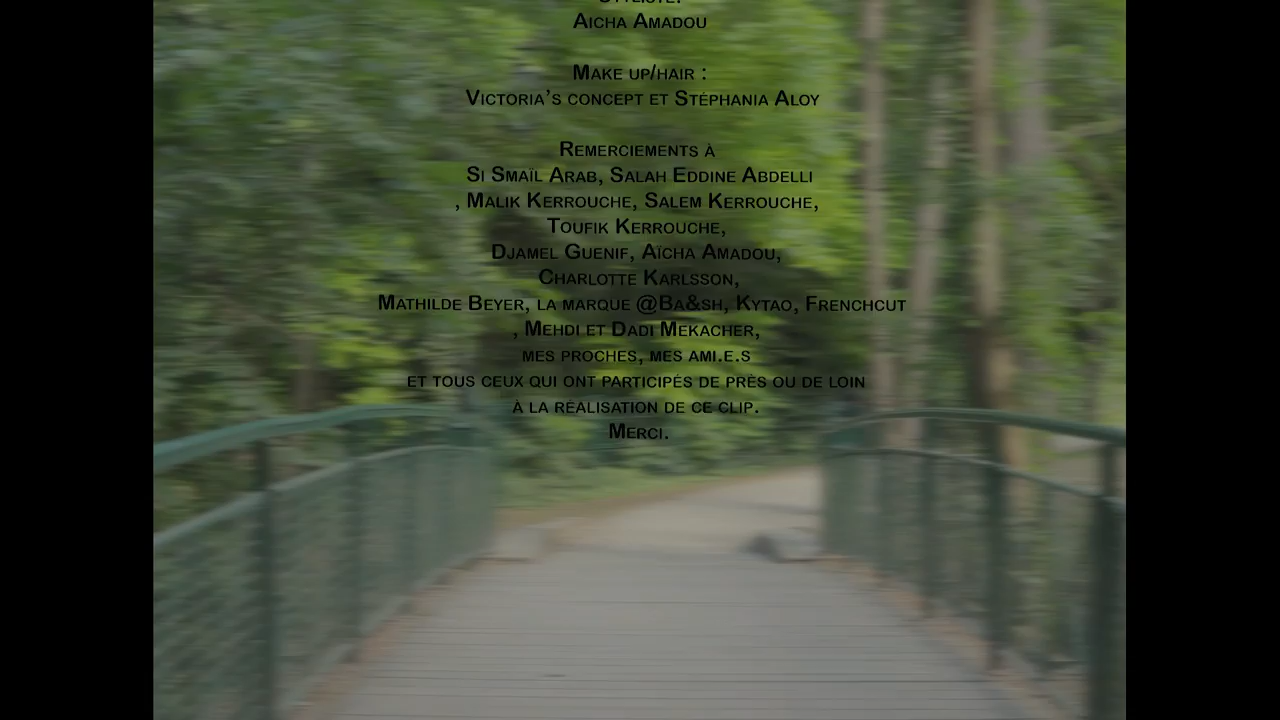 Aicha Amadou
Make up/hair :
Victoria's concept et Stéphania Aloy
Remerciements à
Si Smaïl Arab, Salah Eddine Abdelli
, Malik Kerrouche, Salem Kerrouche,
Toufik Kerrouche,
Djamel Guenif, Aïcha Amadou,
Charlotte Karlsson,
Mathilde Beyer, la marque @Ba&sh, Kytao, Frenchcut
, Mehdi et Dadi Mekacher,
mes proches, mes ami.e.s
et tous ceux qui ont participés de près ou de loin
à la réalisation de ce clip.
Merci.